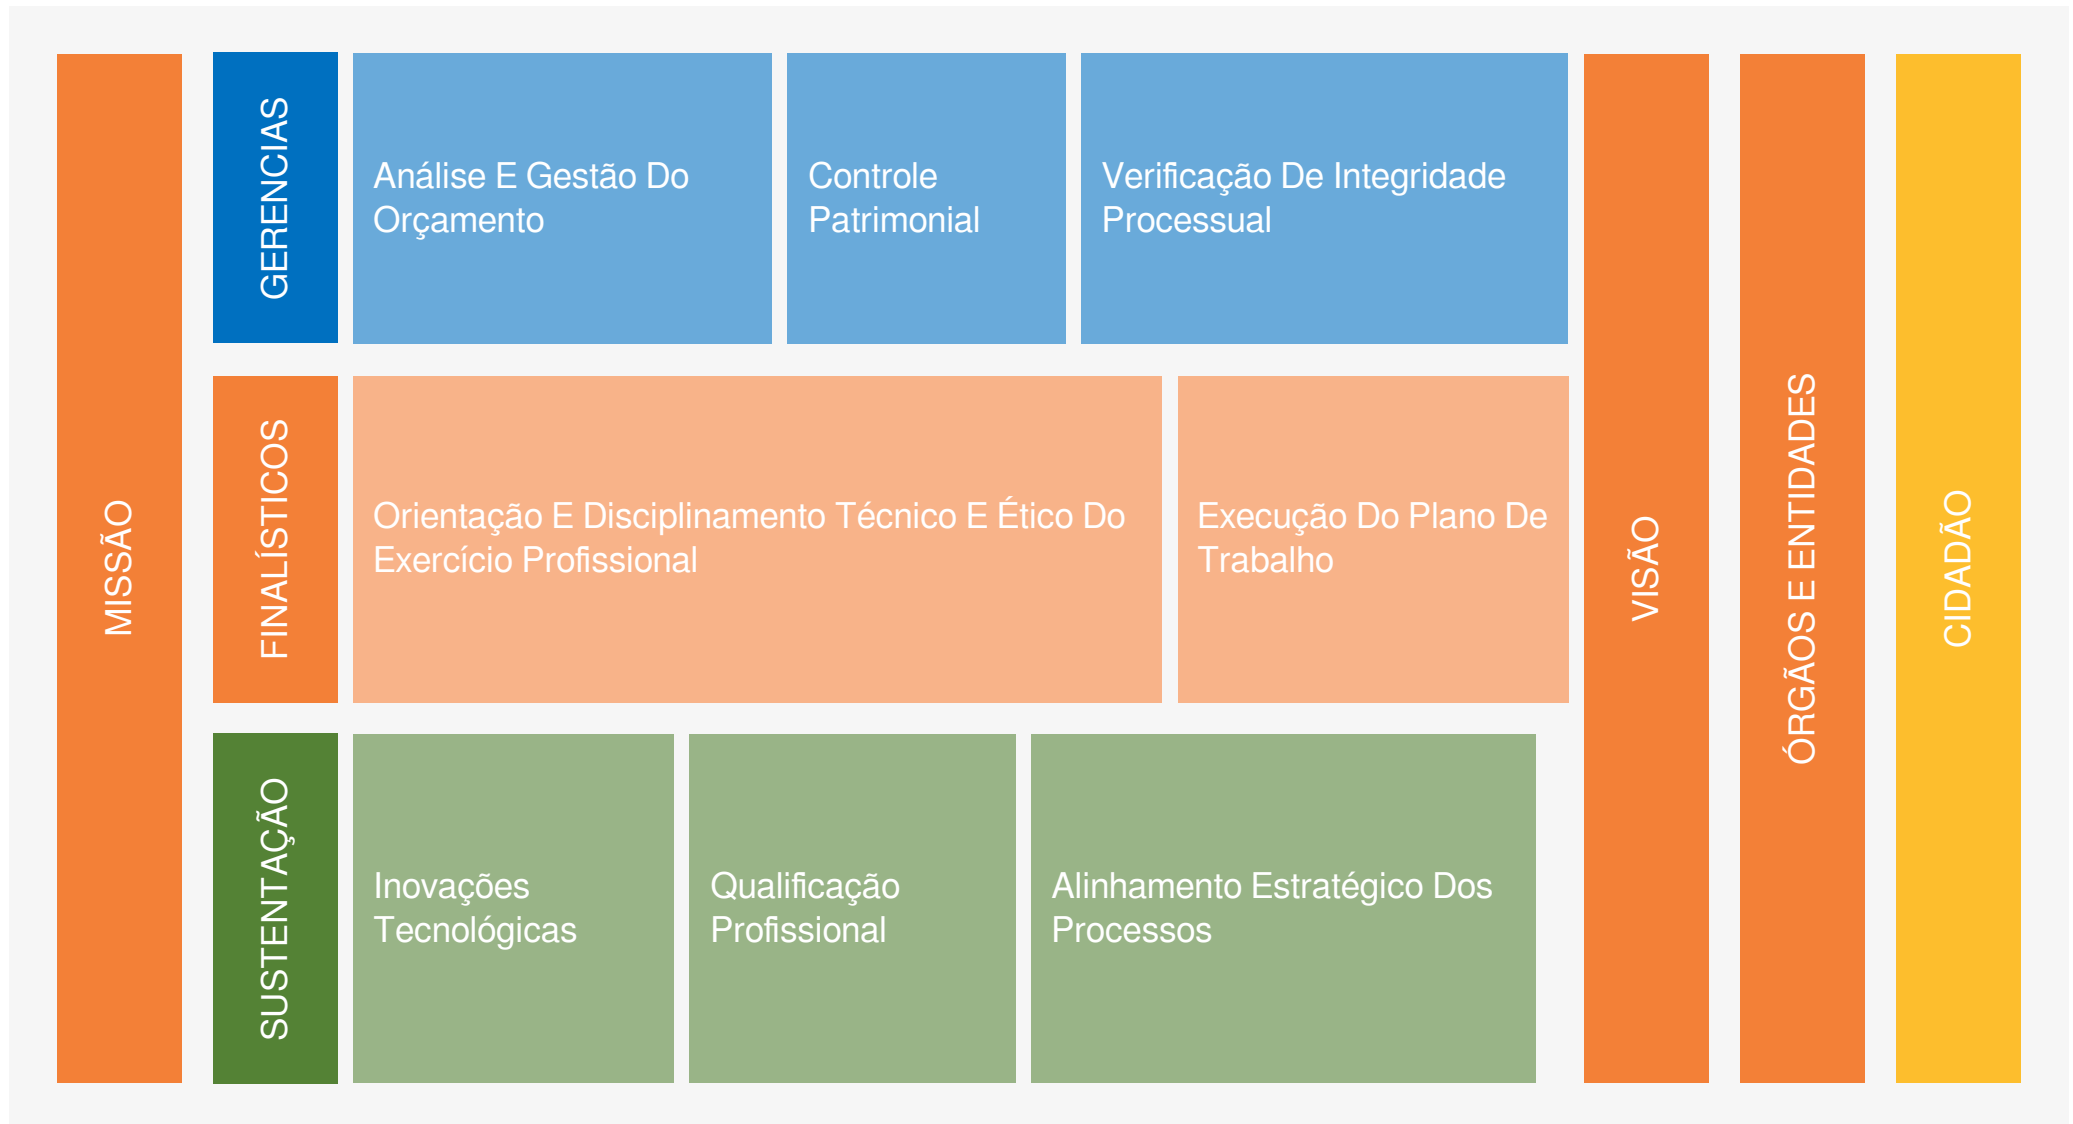 MISSÃO
GERENCIAS
Análise E Gestão Do
Orçamento
Controle
Patrimonial
Verificação De Integridade
Processual
FINALÍSTICOS
Orientação E Disciplinamento Técnico E Ético Do
Exercício Profissional
Execução Do Plano De
Trabalho
SUSTENTAÇÃO
Inovações
Tecnológicas
Qualificação
Profissional
Alinhamento Estratégico Dos
Processos
VISÃO
ÓRGÃOS E ENTIDADES
CIDADÃO